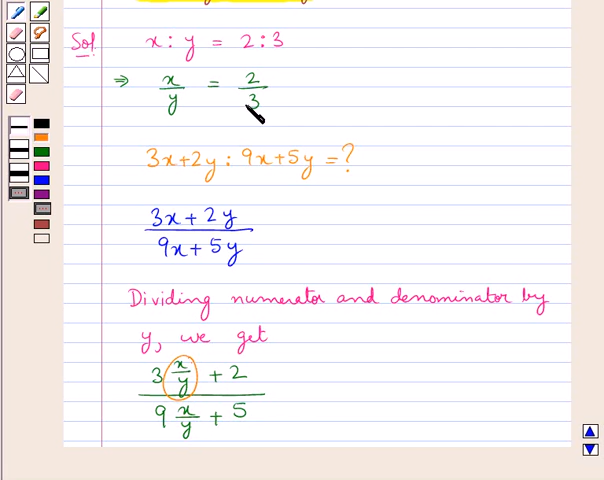 Sol. x : y = 2 : 3
⇒ x/y = 2/3
3x+2y : 9x+5y = ?
3x + 2y
9x + 5y
Dividing numerator and denominator by
y, we get
3 x/y + 2
9 x/y + 5